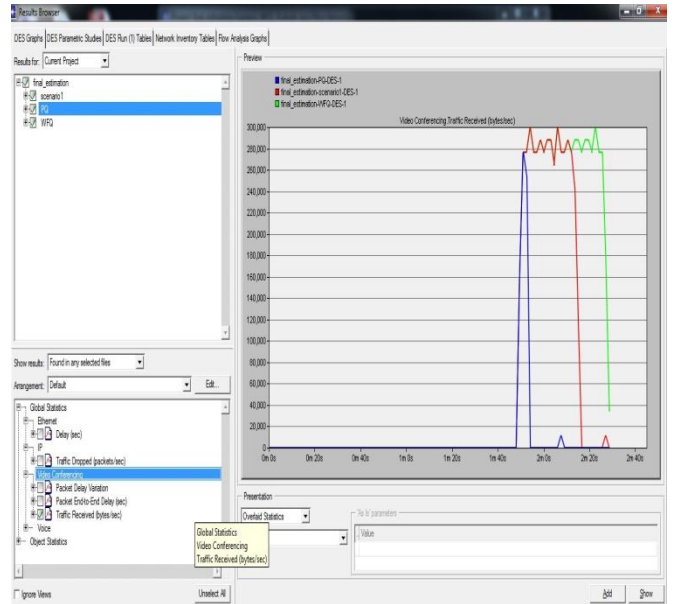 Results Browser
DES Graphs DES Parametric Studies DES Run (1) Tables Network Inventory Tables Flow Analysis Graphs
Results for: Current Project
final_estimation
scenario1
PQ
WFQ
Show results: Found in any selected files
Arrangement: Default Edit...
Global Statistics
Ethernet
Delay (sec)
IP
Traffic Dropped (packets/sec)
Video Conferencing
Packet Delay Variation
Packet End-to-End Delay (sec)
Traffic Received (bytes/sec)
Voice
Object Statistics
Global Statistics
Video Conferencing
Traffic Received (bytes/sec)
Ignore Views Unselect All
Preview
final_estimation-PQ-DES-1
final_estimation-scenario1-DES-1
final_estimation-WFQ-DES-1
Video Conferencing Traffic Received (bytes/sec)
300,000
280,000
260,000
240,000
220,000
200,000
180,000
160,000
140,000
120,000
100,000
80,000
60,000
40,000
20,000
0
0m 0s 0m 20s 0m 40s 1m 0s 1m 20s 1m 40s 2m 0s 2m 20s 2m 40s
Presentation
Overlaid Statistics
'As Is' parameters
Value
Add Show